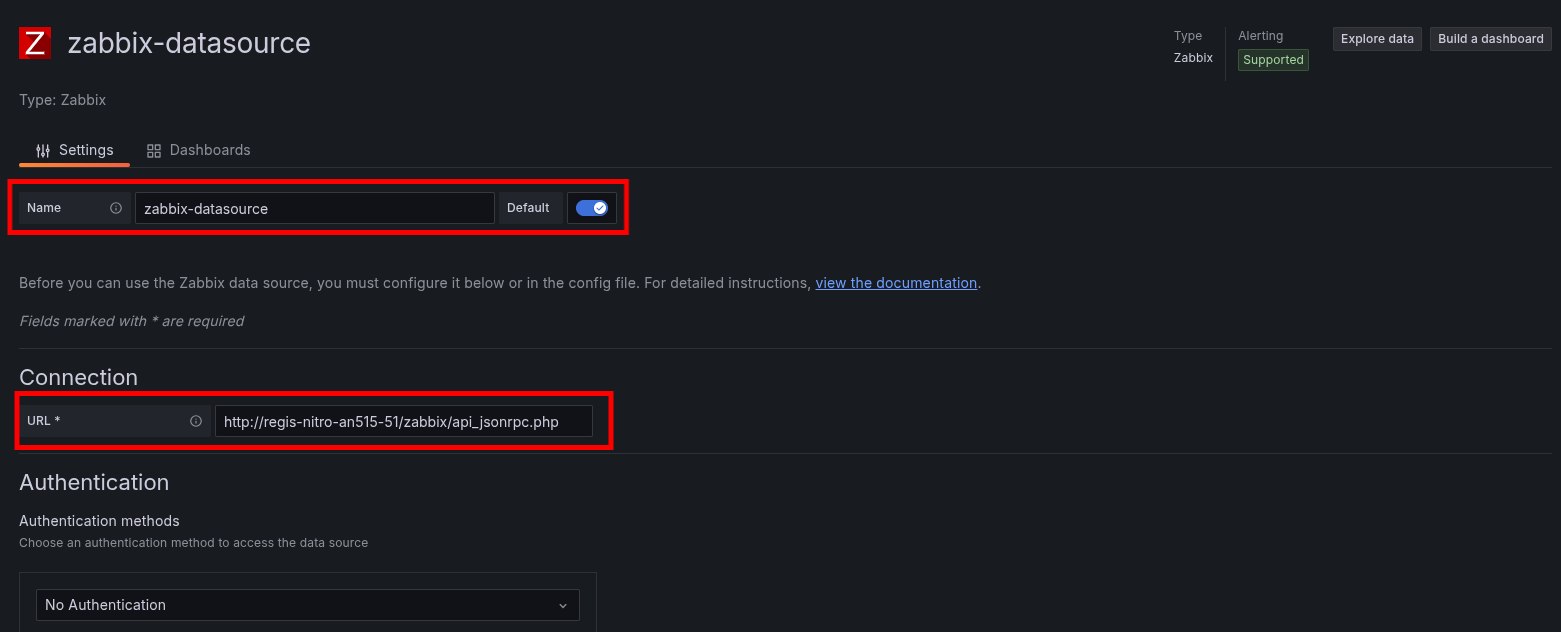 Z zabbix-datasource
Type
Zabbix
Alerting
Supported
Explore data
Build a dashboard
Type: Zabbix
Settings
Dashboards
Name
zabbix-datasource
Default
Before you can use the Zabbix data source, you must configure it below or in the config file. For detailed instructions, view the documentation.
Fields marked with * are required
Connection
URL *
http://regis-nitro-an515-51/zabbix/api_jsonrpc.php
Authentication
Authentication methods
Choose an authentication method to access the data source
No Authentication